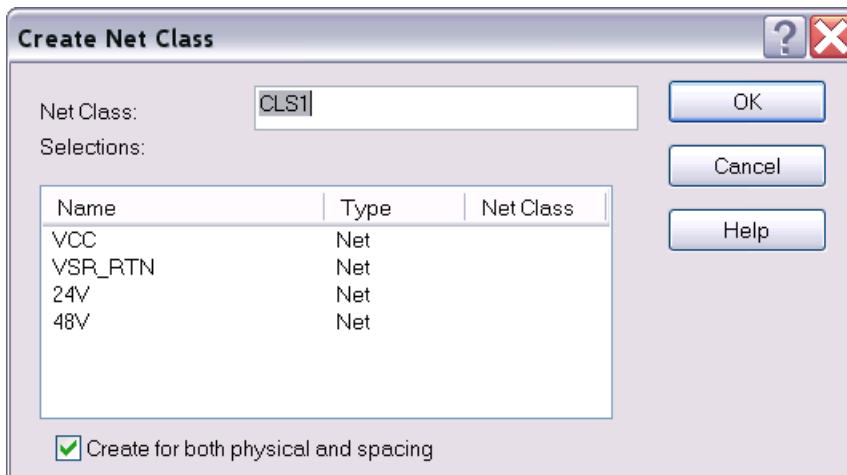 Create Net Class
Net Class: CLS1 OK
Selections:
Cancel
Name Type Net Class
Help
VCC Net
VSR_RTN Net
24V Net
48V Net
Create for both physical and spacing